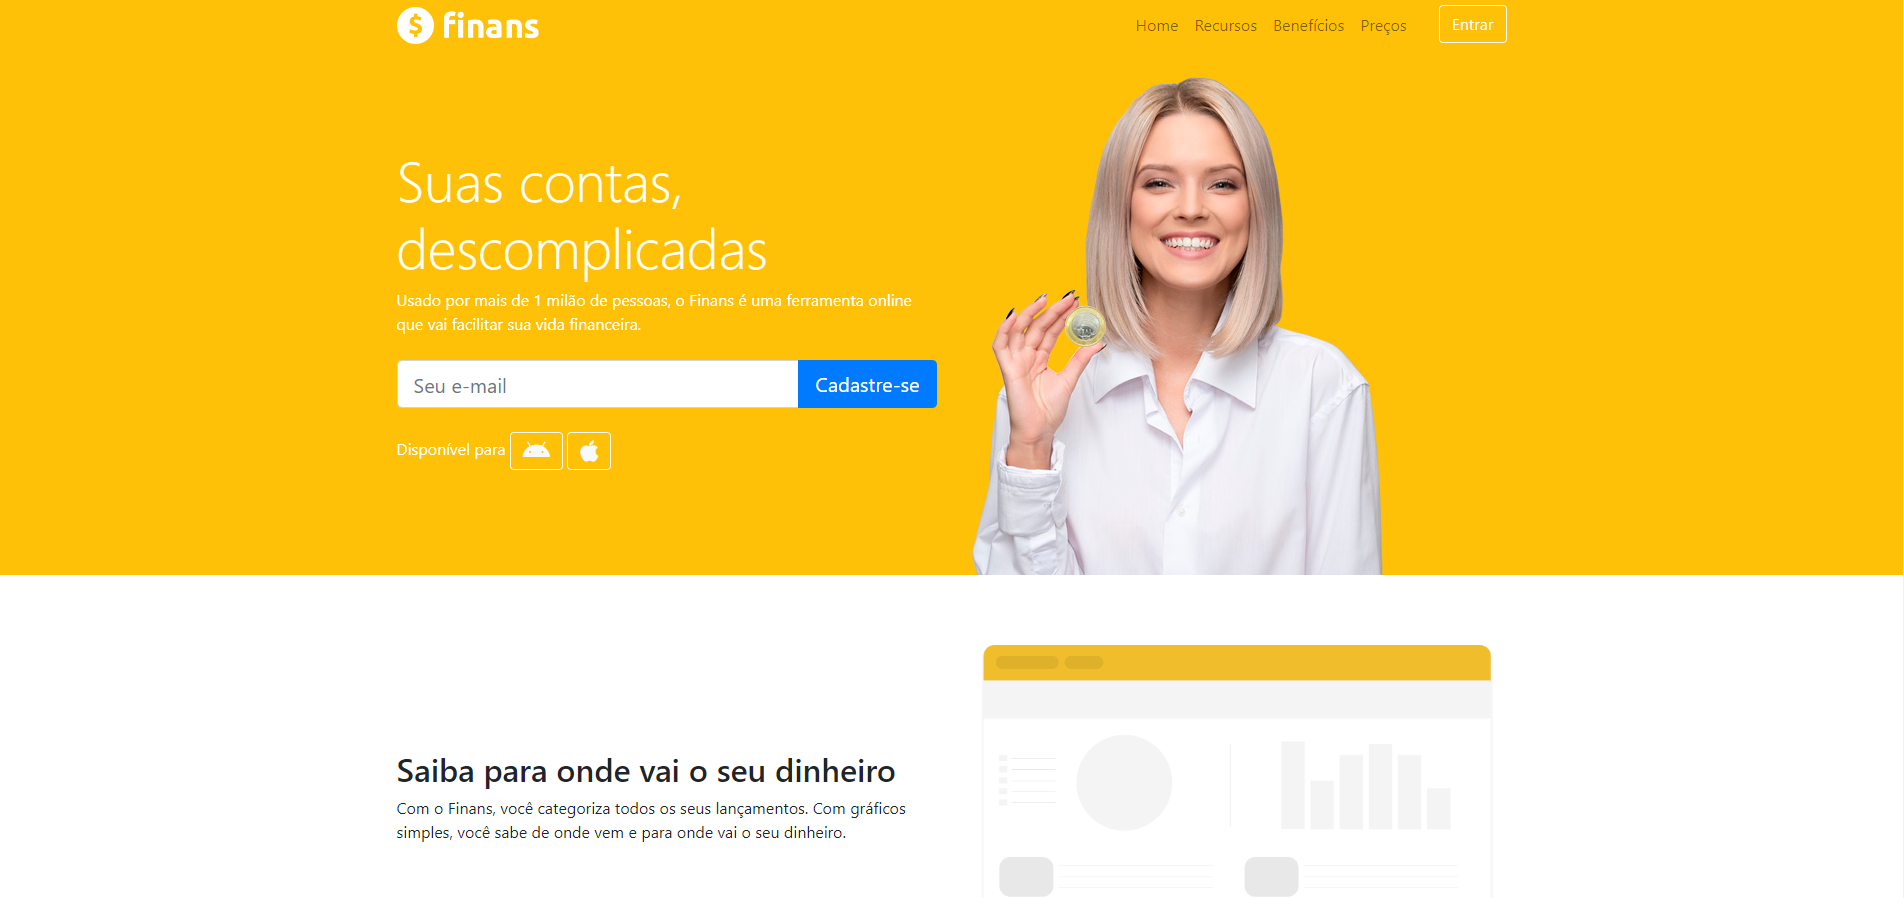 finans
Home
Recursos
Benefícios
Preços
Entrar
Suas contas,
descomplicadas
Usado por mais de 1 milão de pessoas, o Finans é uma ferramenta online
que vai facilitar sua vida financeira.
Seu e-mail
Cadastre-se
Disponível para
Saiba para onde vai o seu dinheiro
Com o Finans, você categoriza todos os seus lançamentos. Com gráficos
simples, você sabe de onde vem e para onde vai o seu dinheiro.